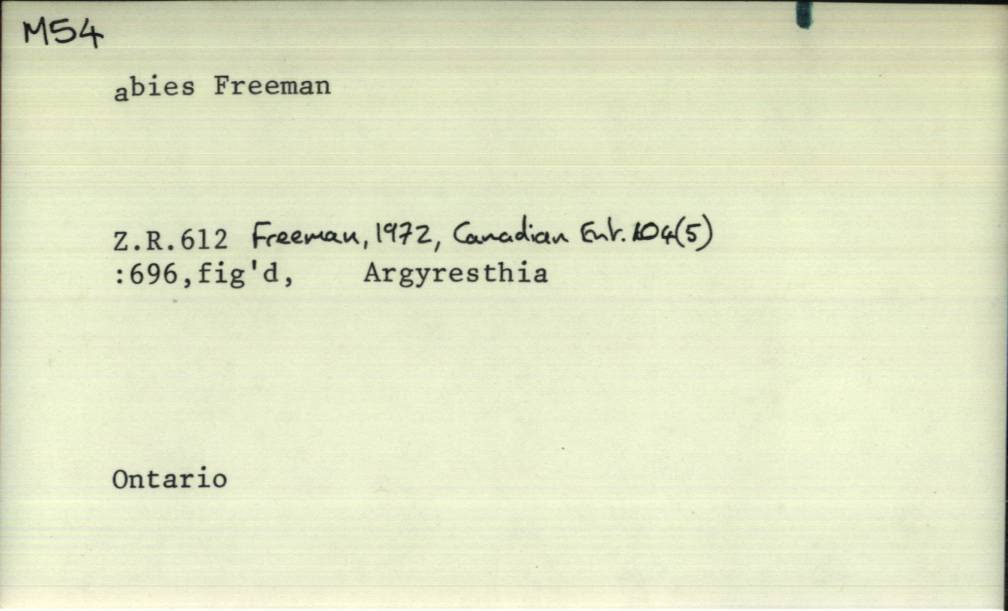 M54
abies Freeman
Z.R.612 Freeman, 1972, Canadian Ent. 104(5)
:696,fig'd, Argyresthia
Ontario